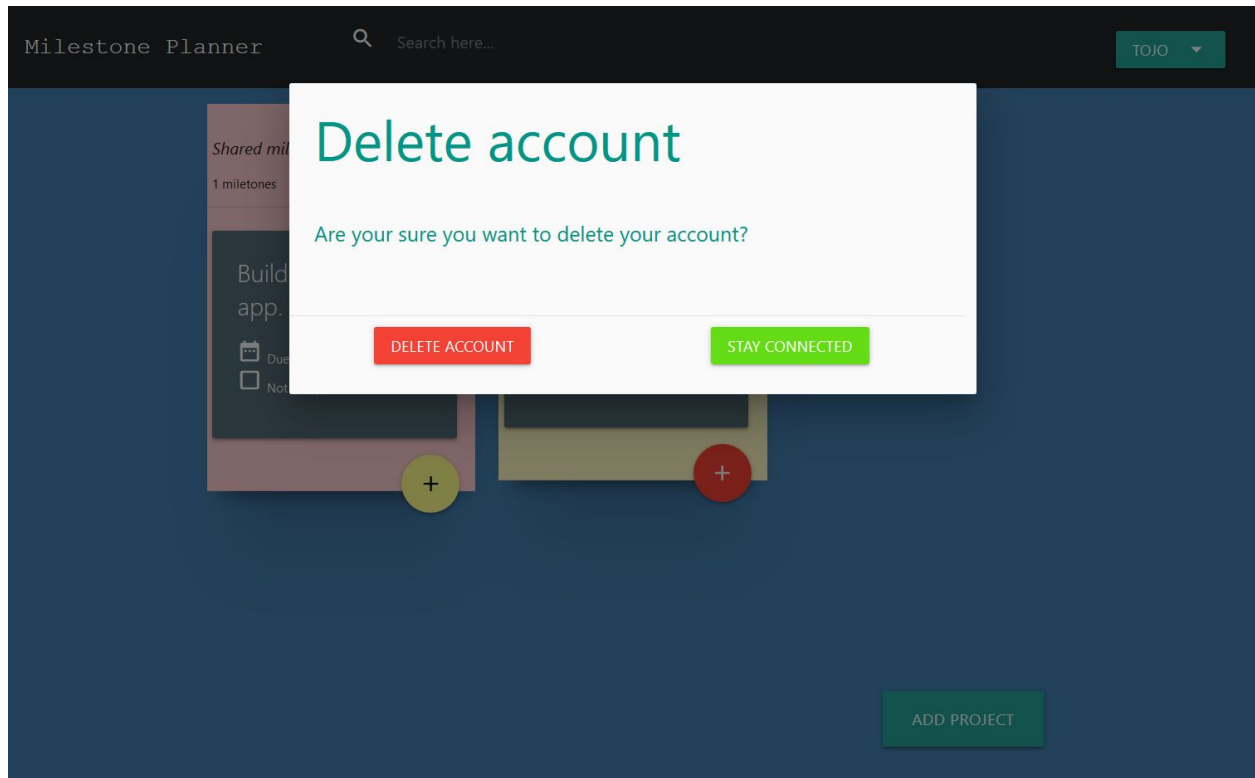 Milestone Planner
Search here...
TOJO
Delete account
Are your sure you want to delete your account?
DELETE ACCOUNT
STAY CONNECTED
Shared
1 miletones
Build
app.
Due
Not
+
+
ADD PROJECT